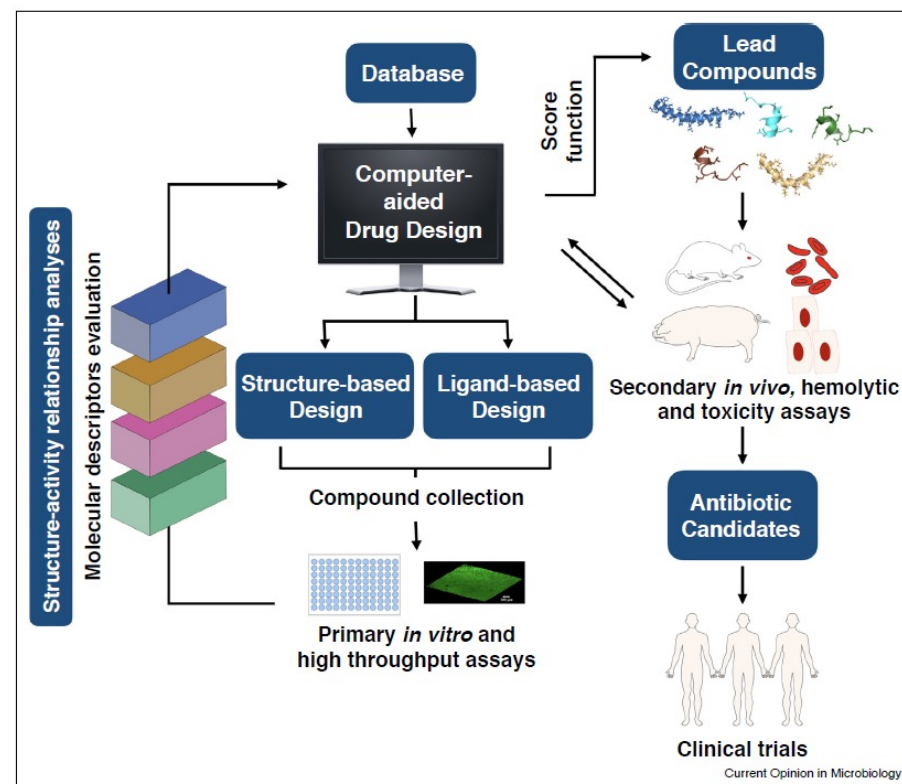 Database
Computer-
aided
Drug Design
Score
function
Lead
Compounds
Structure-activity relationship analyses
Molecular descriptors evaluation
Structure-based
Design
Ligand-based
Design
Compound collection
Primary in vitro and
high throughput assays
Secondary in vivo, hemolytic
and toxicity assays
Antibiotic
Candidates
Clinical trials
Current Opinion in Microbiology